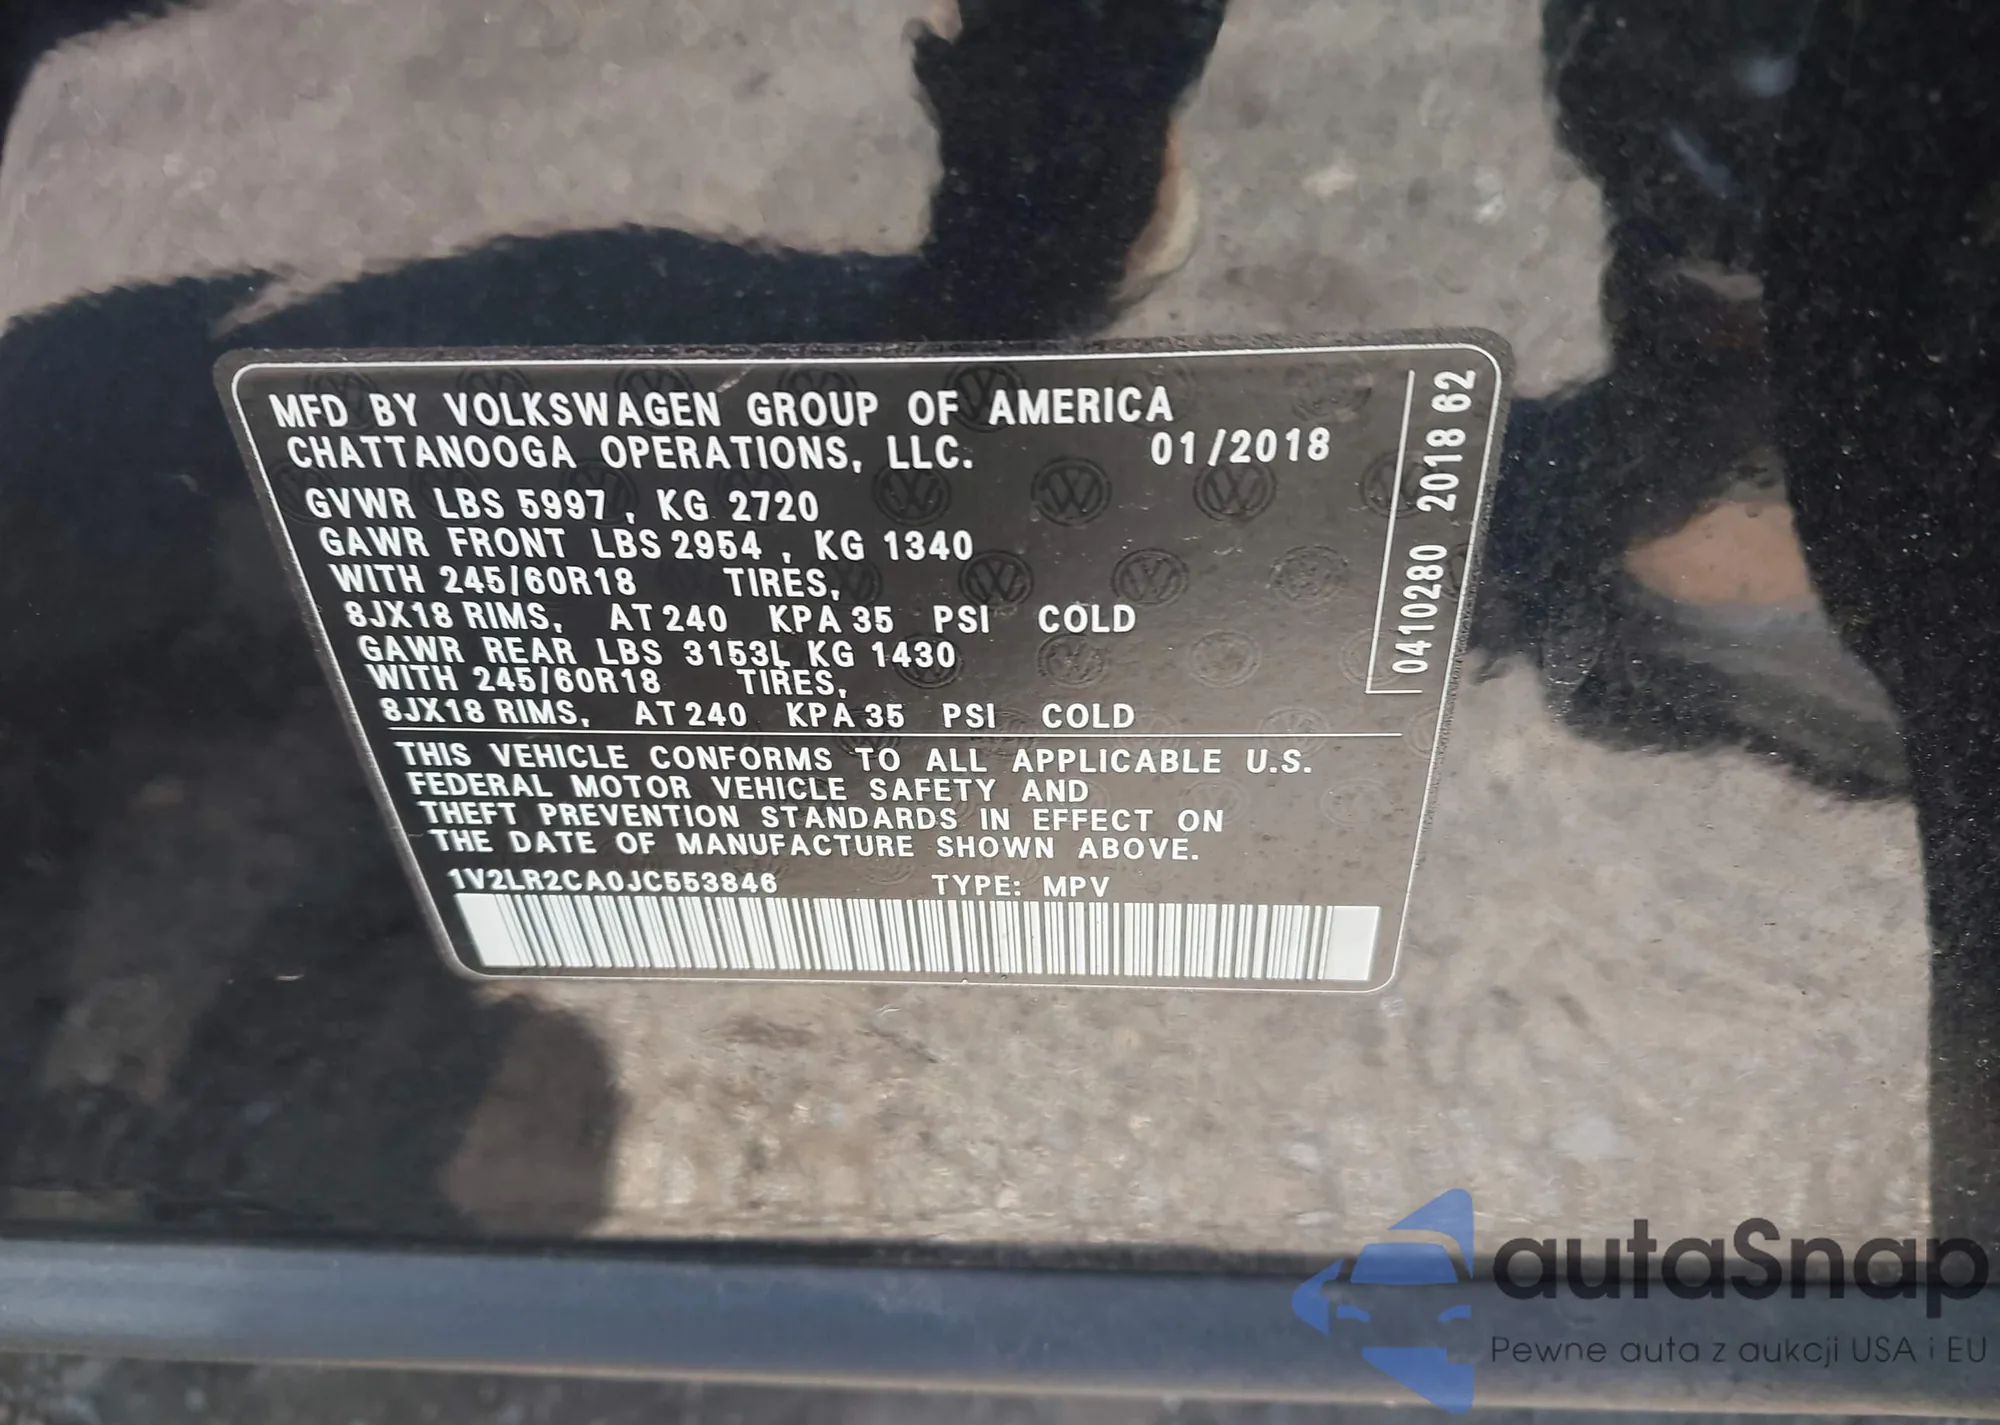 MFD BY VOLKSWAGEN GROUP OF AMERICA
CHATTANOOGA OPERATIONS, LLC. 01/2018
GVWR LBS 5997 , KG 2720
GAWR FRONT LBS 2954 , KG 1340
WITH 245/60R18 TIRES,
8JX18 RIMS, AT 240 KPA 35 PSI COLD
GAWR REAR LBS 3153L KG 1430
WITH 245/60R18 TIRES,
8JX18 RIMS, AT 240 KPA 35 PSI COLD
THIS VEHICLE CONFORMS TO ALL APPLICABLE U.S.
FEDERAL MOTOR VEHICLE SAFETY AND
THEFT PREVENTION STANDARDS IN EFFECT ON
THE DATE OF MANUFACTURE SHOWN ABOVE.
1V2LR2CA0JC553846 TYPE: MPV
0410280 2018 62
autaSnap
Pewne auta z aukcji USA i EU